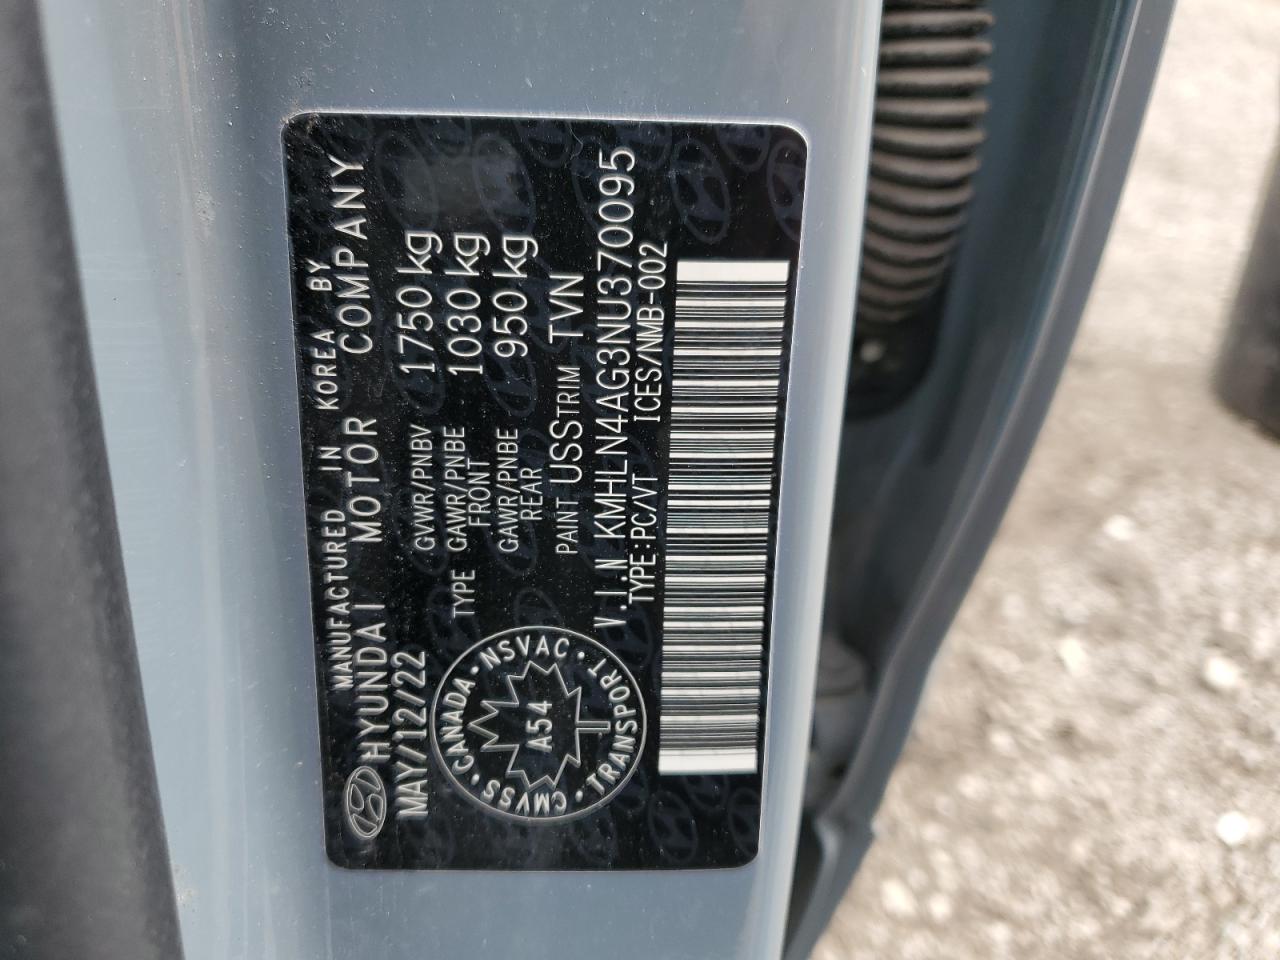 MANUFACTURED IN KOREA BY
HYUNDAI MOTOR COMPANY
MAY/12/22
GVWR/PNBV 1750 kg
TYPE GAWR/PNBE FRONT 1030 kg
GAWR/PNBE REAR 950 kg
PAINT USS TRIM TVN
V.I.N KMHLN4AG3NU370095
TYPE:PC/VT ICES/NMB-002
CANADA · NSVAC · TRANSPORT · CMVSS ·
A54